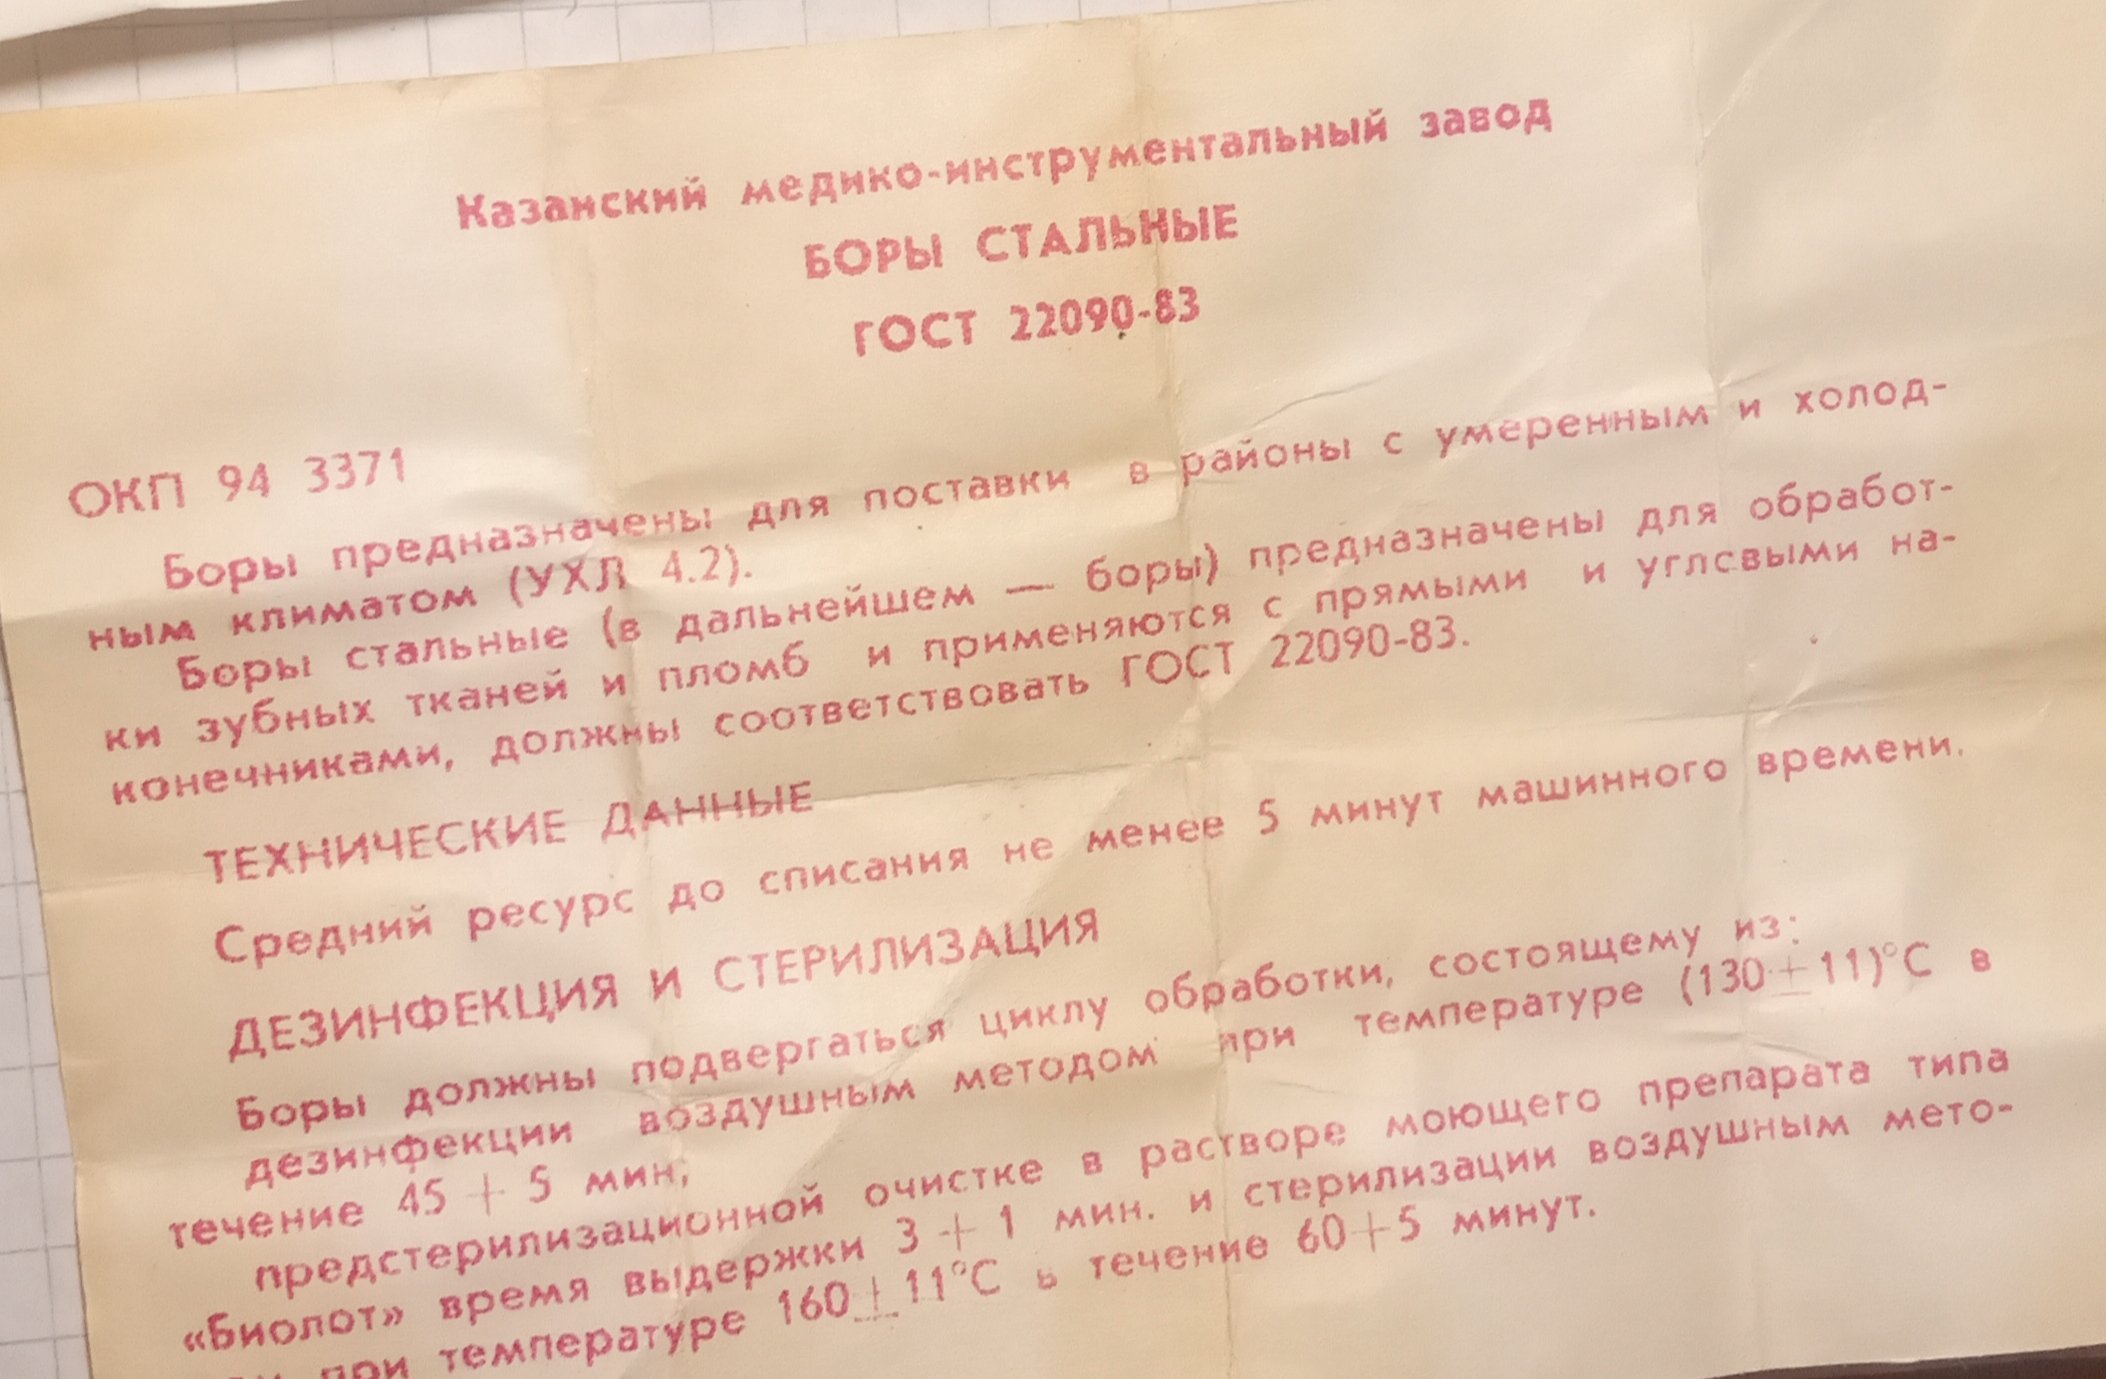 Казанский медико-инструментальный завод
БОРЫ СТАЛЬНЫЕ
ГОСТ 22090-83
ОКП 94 3371
Боры предназначены для поставки в районы с умеренным и холод-
ным климатом (УХЛ 4.2).
Боры стальные (в дальнейшем — боры) предназначены для обработ-
ки зубных тканей и пломб и применяются с прямыми и угловыми на-
конечниками, должны соответствовать ГОСТ 22090-83.
ТЕХНИЧЕСКИЕ ДАННЫЕ
Средний ресурс до списания не менее 5 минут машинного времени.
ДЕЗИНФЕКЦИЯ И СТЕРИЛИЗАЦИЯ
Боры должны подвергаться циклу обработки, состоящему из:
дезинфекции воздушным методом при температуре (130 ± 11)°С в
течение 45 + 5 мин;
предстерилизационной очистке в растворе моющего препарата типа
«Биолот» время выдержки 3 + 1 мин. и стерилизации воздушным мето-
при температуре 160 ± 11°С в течение 60+5 минут.